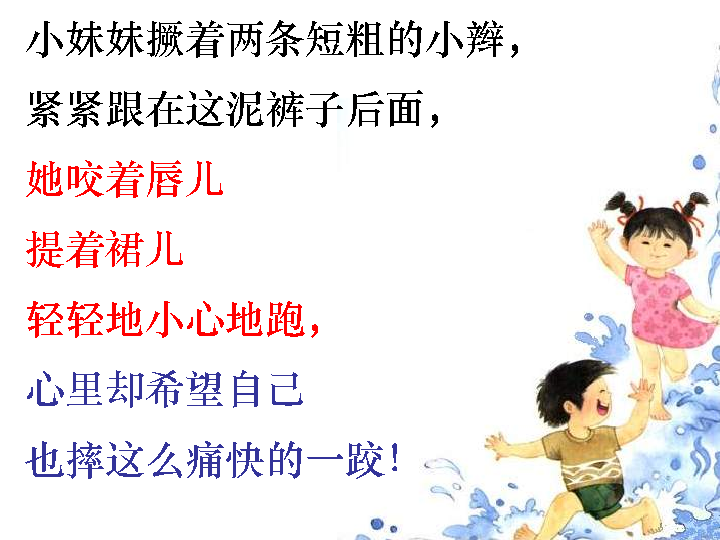 小妹妹撅着两条短粗的小辫，
紧紧跟在这泥裤子后面，
她咬着唇儿
提着裙儿
轻轻地小心地跑，
心里却希望自己
也摔这么痛快的一跤！